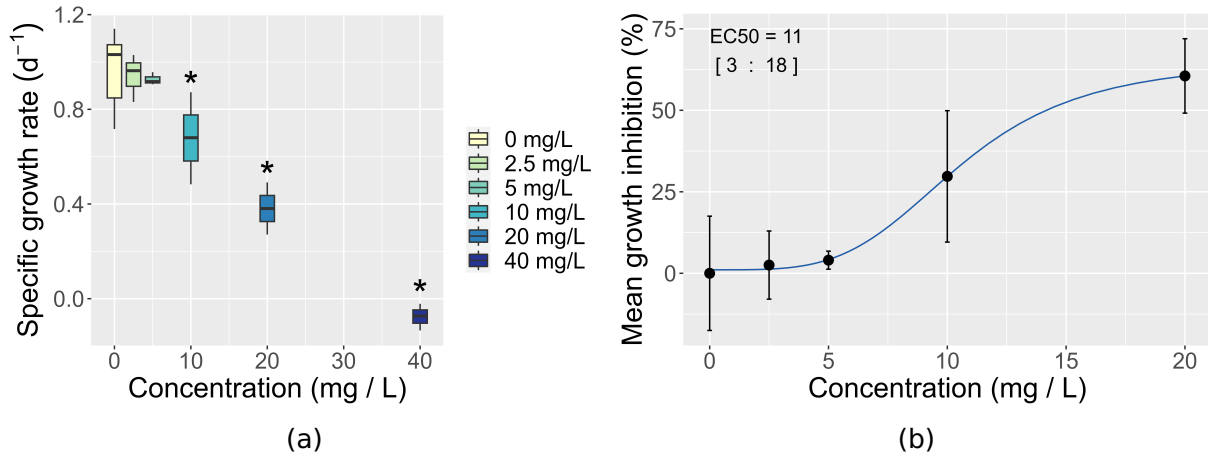 Specific growth rate (d⁻¹)
1.2
0.8
0.4
0.0
*
*
*
0
10
20
30
40
Concentration (mg / L)
0 mg/L
2.5 mg/L
5 mg/L
10 mg/L
20 mg/L
40 mg/L
(a)
Mean growth inhibition (%)
75
50
25
0
EC50 = 11
[ 3 : 18 ]
0
5
10
15
20
Concentration (mg / L)
(b)